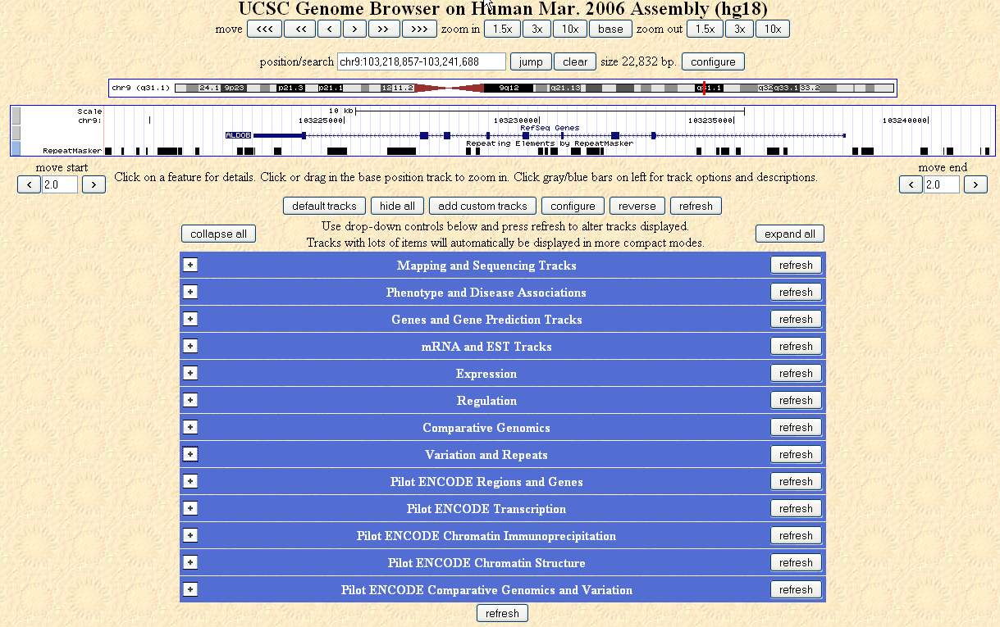 UCSC Genome Browser on Human Mar. 2006 Assembly (hg18)
move <<< << < > >> >>> zoom in 1.5x 3x 10x base zoom out 1.5x 3x 10x
position/search chr9:103,218,857-103,241,688 jump clear size 22,832 bp. configure
chr9 (q31.1) 24.1 9p23 p21.3 p21.1 12 11.2 9q12 q21.13 q31.1 q32 q33.1 33.2
Scale 10 kb
chr9: 103225000| 103230000| 103235000| 103240000|
RefSeq Genes
ALDOB
Repeating Elements by RepeatMasker
RepeatMasker
move start
< 2.0 >
Click on a feature for details. Click or drag in the base position track to zoom in. Click gray/blue bars on left for track options and descriptions.
move end
< 2.0 >
default tracks hide all add custom tracks configure reverse refresh
collapse all
Use drop-down controls below and press refresh to alter tracks displayed.
Tracks with lots of items will automatically be displayed in more compact modes.
expand all
+ Mapping and Sequencing Tracks refresh
+ Phenotype and Disease Associations refresh
+ Genes and Gene Prediction Tracks refresh
+ mRNA and EST Tracks refresh
+ Expression refresh
+ Regulation refresh
+ Comparative Genomics refresh
+ Variation and Repeats refresh
+ Pilot ENCODE Regions and Genes refresh
+ Pilot ENCODE Transcription refresh
+ Pilot ENCODE Chromatin Immunoprecipitation refresh
+ Pilot ENCODE Chromatin Structure refresh
+ Pilot ENCODE Comparative Genomics and Variation refresh
refresh